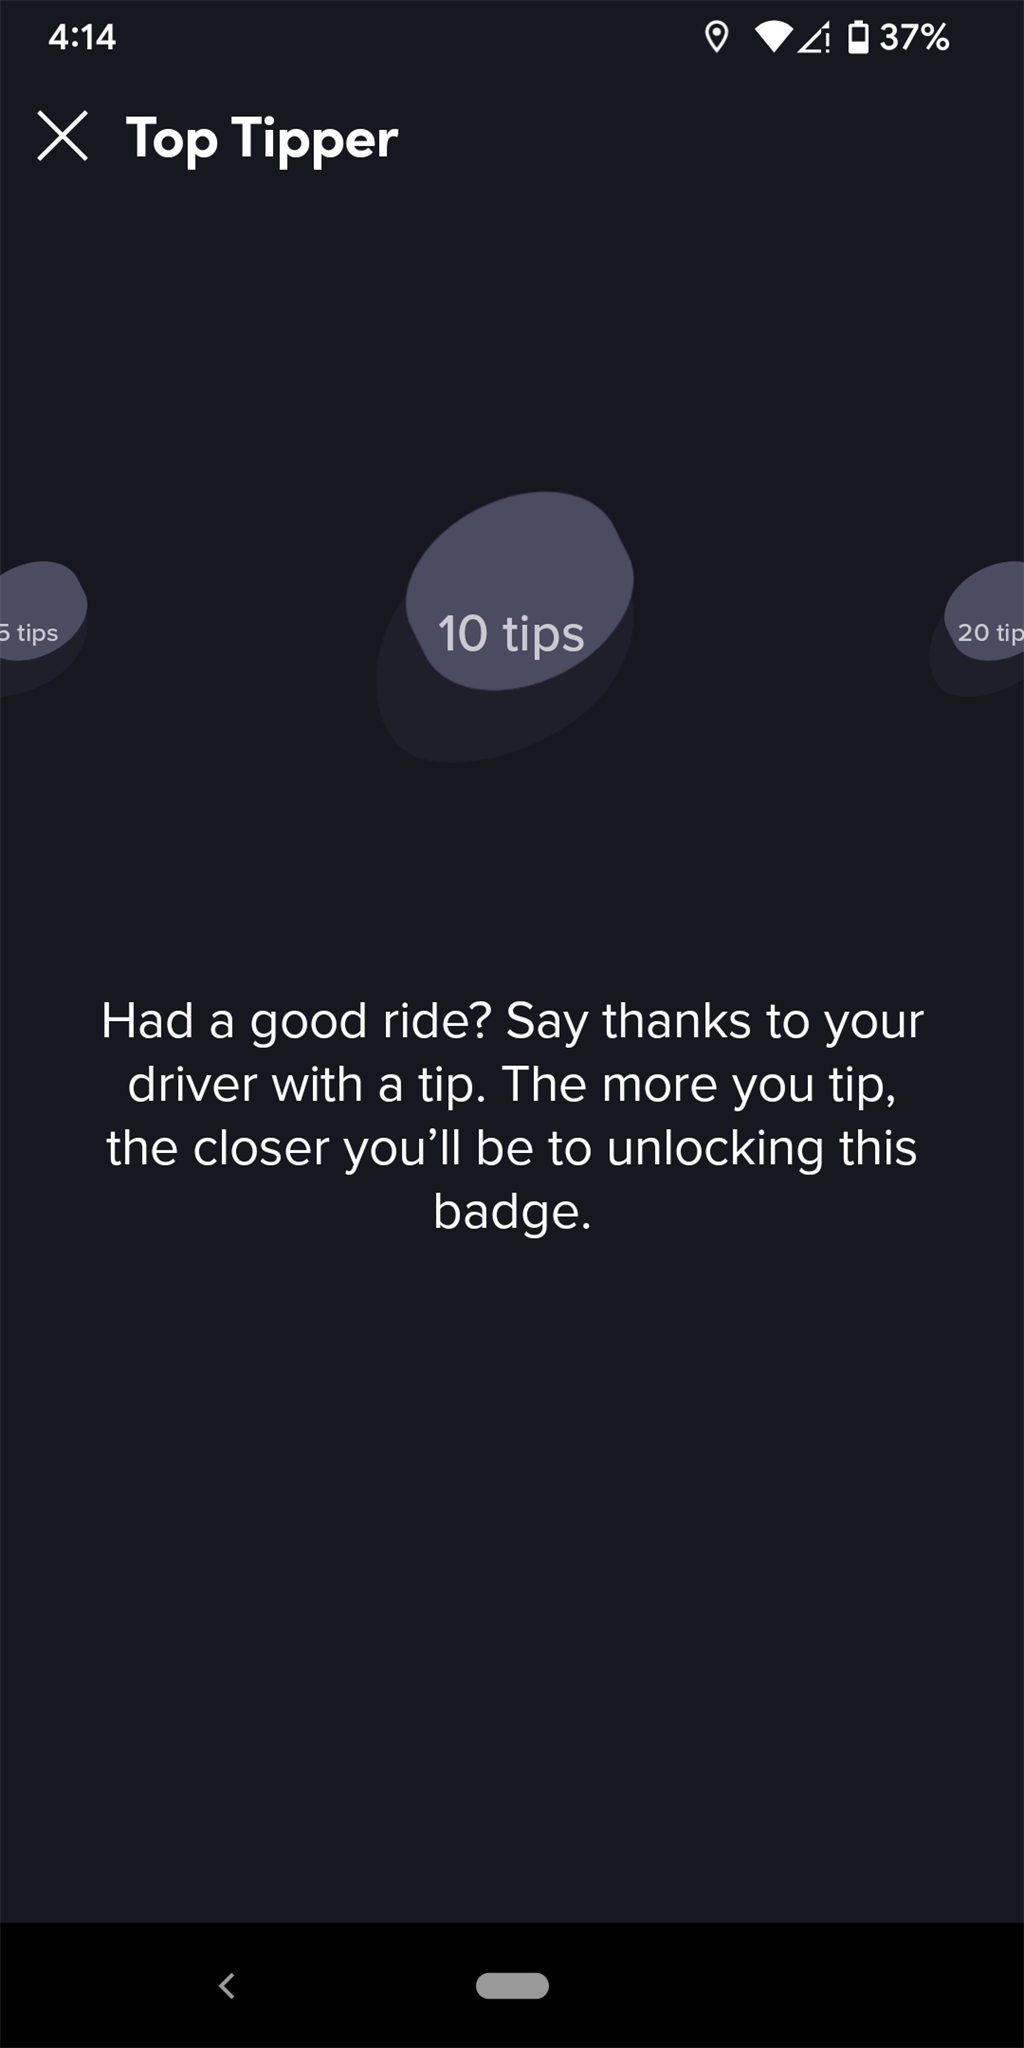 4:14
37%
Top Tipper
5 tips
10 tips
20 tip
Had a good ride? Say thanks to your
driver with a tip. The more you tip,
the closer you’ll be to unlocking this
badge.